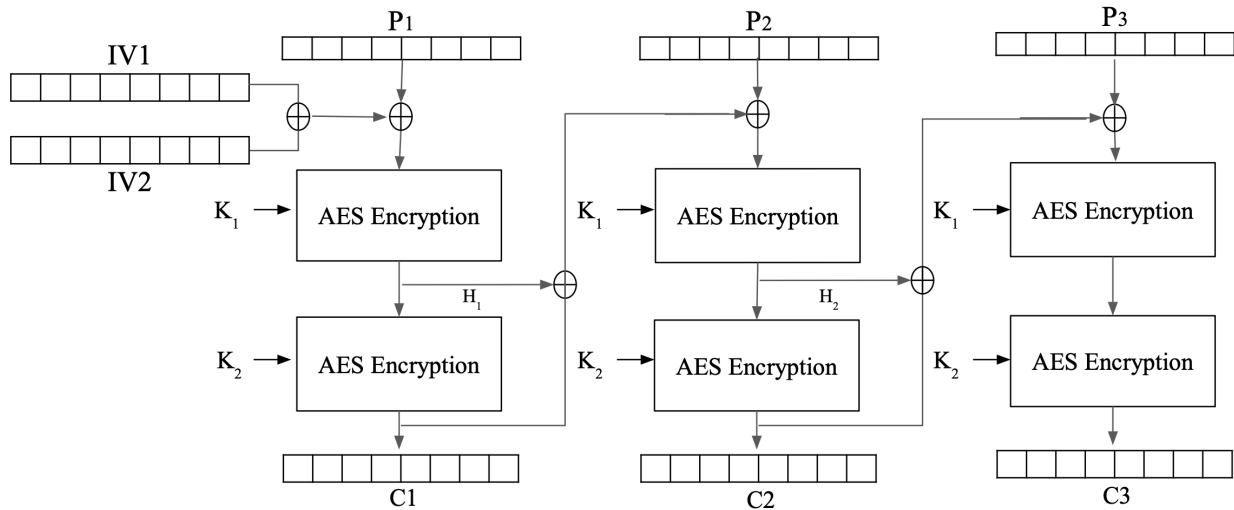 P1
P2
P3
IV1
IV2
K1 AES Encryption
K1 AES Encryption
K1 AES Encryption
H1
H2
K2 AES Encryption
K2 AES Encryption
K2 AES Encryption
C1
C2
C3